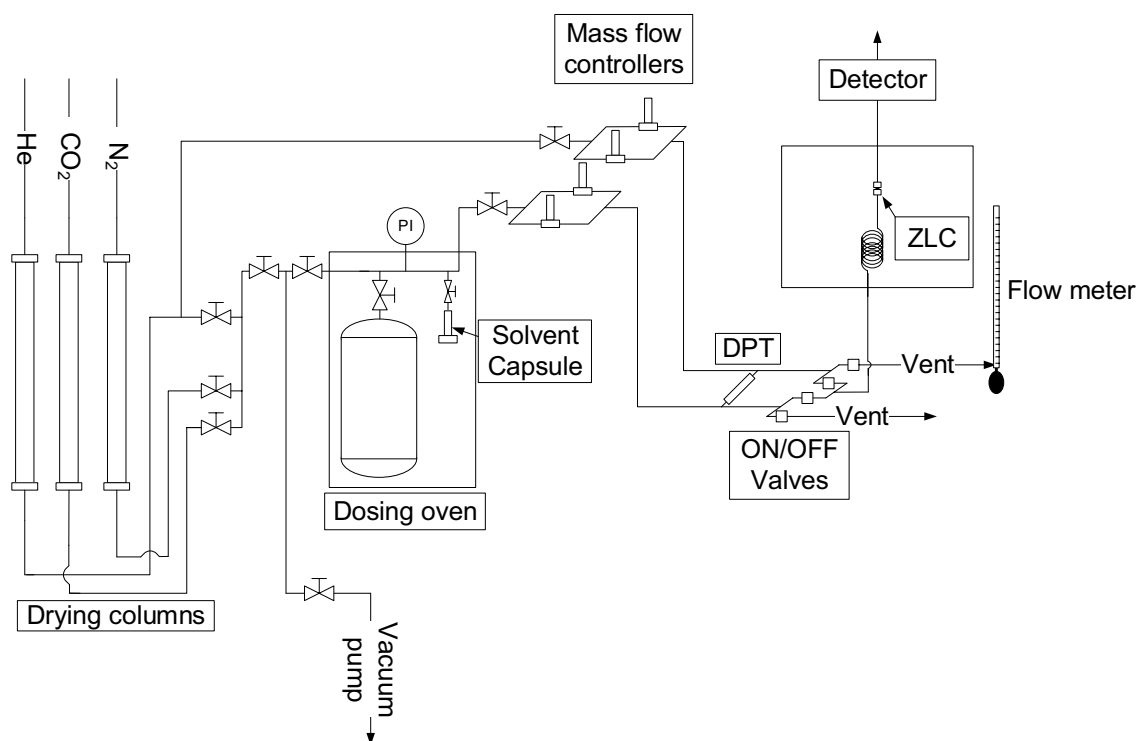 Mass flow
controllers
Detector
He
CO₂
N₂
PI
ZLC
Flow meter
Solvent
Capsule
DPT
Vent
Vent
ON/OFF
Valves
Dosing oven
Drying columns
Vacuum
pump